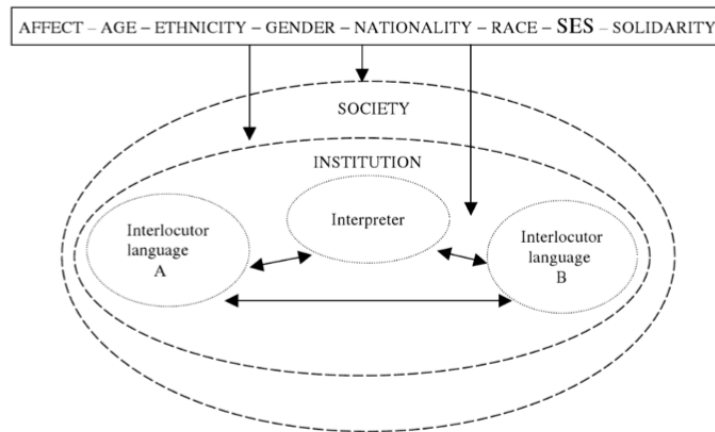 AFFECT – AGE – ETHNICITY – GENDER – NATIONALITY – RACE – SES – SOLIDARITY
SOCIETY
INSTITUTION
Interpreter
Interlocutor
language
A
Interlocutor
language
B